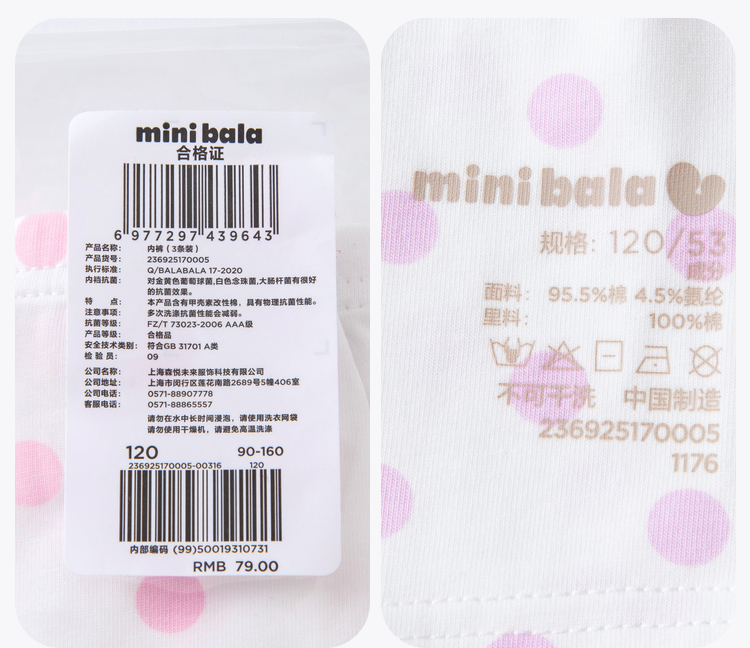 mini bala
合格证
6 977297 439643
产品名称: 内裤 (3条装)
产品货号: 236925170005
执行标准: Q/BALABALA 17-2020
内裆抗菌: 对金黄色葡萄球菌,白色念珠菌,大肠杆菌有很好
的抗菌效果。
特 点: 本产品含有甲壳素改性棉，具有物理抗菌性能。
注意事项: 多次洗涤抗菌性能会减弱。
抗菌等级: FZ/T 73023-2006 AAA级
产品等级: 合格品
安全技术类别: 符合GB 31701 A类
检 验 员: 09
公司名称: 上海森悦未来服饰科技有限公司
公司地址: 上海市闵行区莲花南路2689号5幢406室
公司电话: 0571-88907778
客服电话: 0571-88865557
请勿在水中长时间浸泡，请使用洗衣网袋
请勿使用干燥机，请避免高温洗涤
120 90-160
236925170005-00316 120
内部编码 (99)50019310731
RMB 79.00
mini bala
规格: 120/53
成分
面料: 95.5%棉 4.5%氨纶
里料: 100%棉
不可干洗 中国制造
236925170005
1176